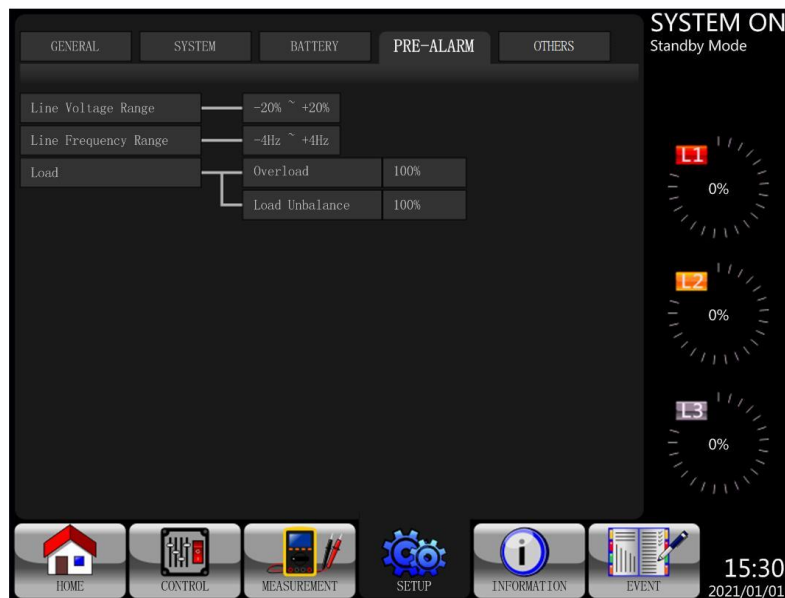 SYSTEM ON
Standby Mode
GENERAL SYSTEM BATTERY PRE-ALARM OTHERS
Line Voltage Range -20% ~ +20%
Line Frequency Range -4Hz ~ +4Hz
Load Overload 100%
Load Unbalance 100%
L1
0%
L2
0%
L3
0%
HOME CONTROL MEASUREMENT SETUP INFORMATION EVENT
15:30
2021/01/01